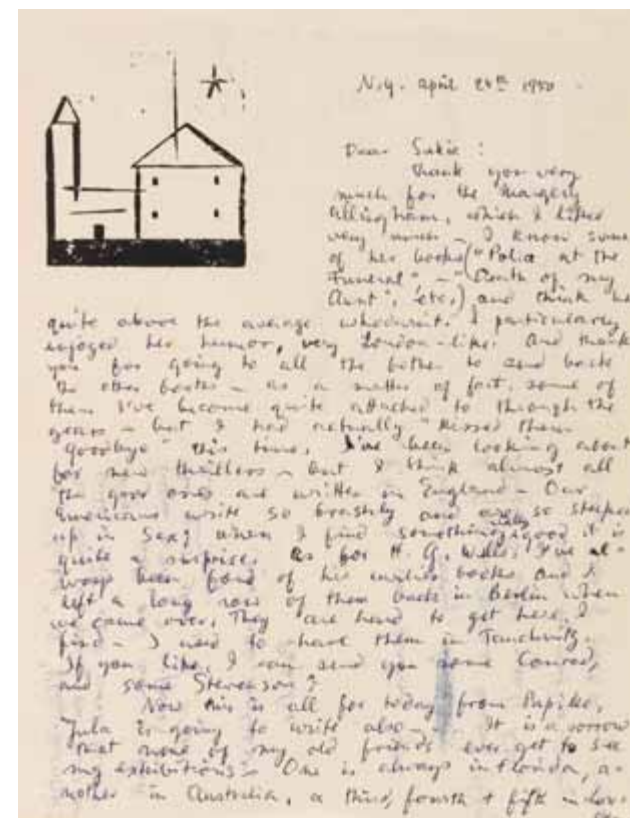 N.Y. april 24th 1950
Dear Sukie :
Thank you very
much for the Margery
Allingham, which I liked
very much – I know some
of her books ("Police at the
Funeral" – "Death of my
Aunt", etc.) and think her
quite above the average whodunit. I particularly
enjoyed her humor, very London-like. And thank
you for going to all the bother to send back
the other books – as a matter of fact, some of
them I've become quite attached to through the
years – but I had actually "kissed them
goodbye" this time. I've been looking about
for new thrillers – but I think almost all
the good ones are written in England – Our
Americans write so beastly and are so steeped
up in Sex? When I find something really good it is
quite a surprise. As for H. G. Wells, I've al-
ways been fond of his earlier books and I
left a long row of them back in Berlin when
we came over. They are hard to get here, I
find – I used to have them in Tauchnitz.
If you like, I can send you some Conrad,
and some Stevenson?
Now this is all for today from Papileo,
Jula is going to write also – It is a sorrow
that none of my old friends ever get to see
my exhibitions – One is always in Florida, a-
nother in Australia, a third, fourth + fifth in